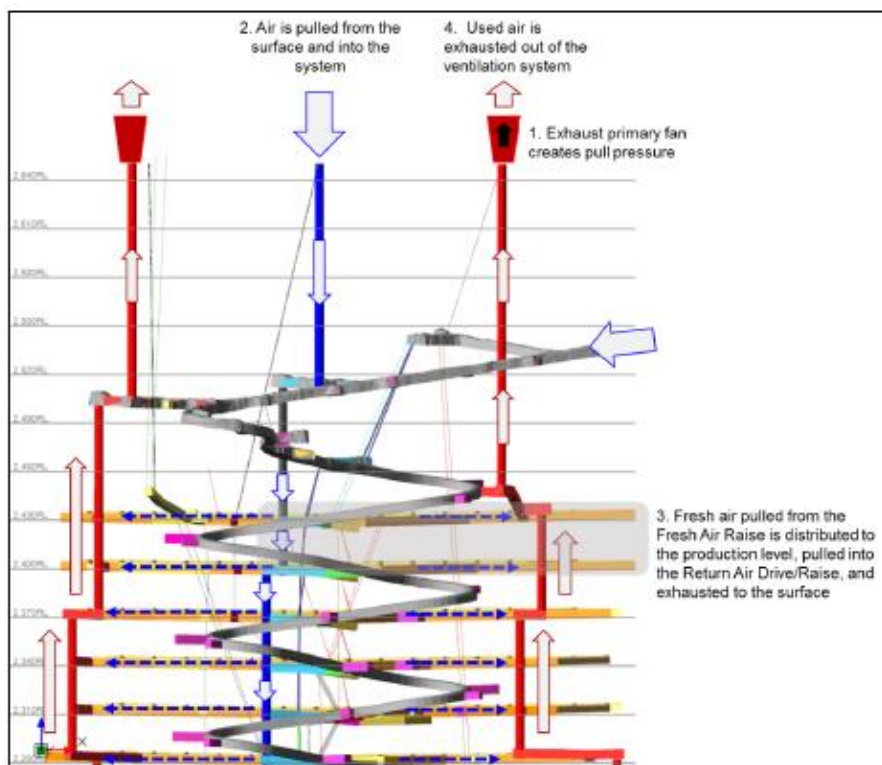 2. Air is pulled from the
surface and into the
system
4. Used air is
exhausted out of the
ventilation system
1. Exhaust primary fan
creates pull pressure
3. Fresh air pulled from the
Fresh Air Raise is distributed to
the production level, pulled into
the Return Air Drive/Raise, and
exhausted to the surface
X